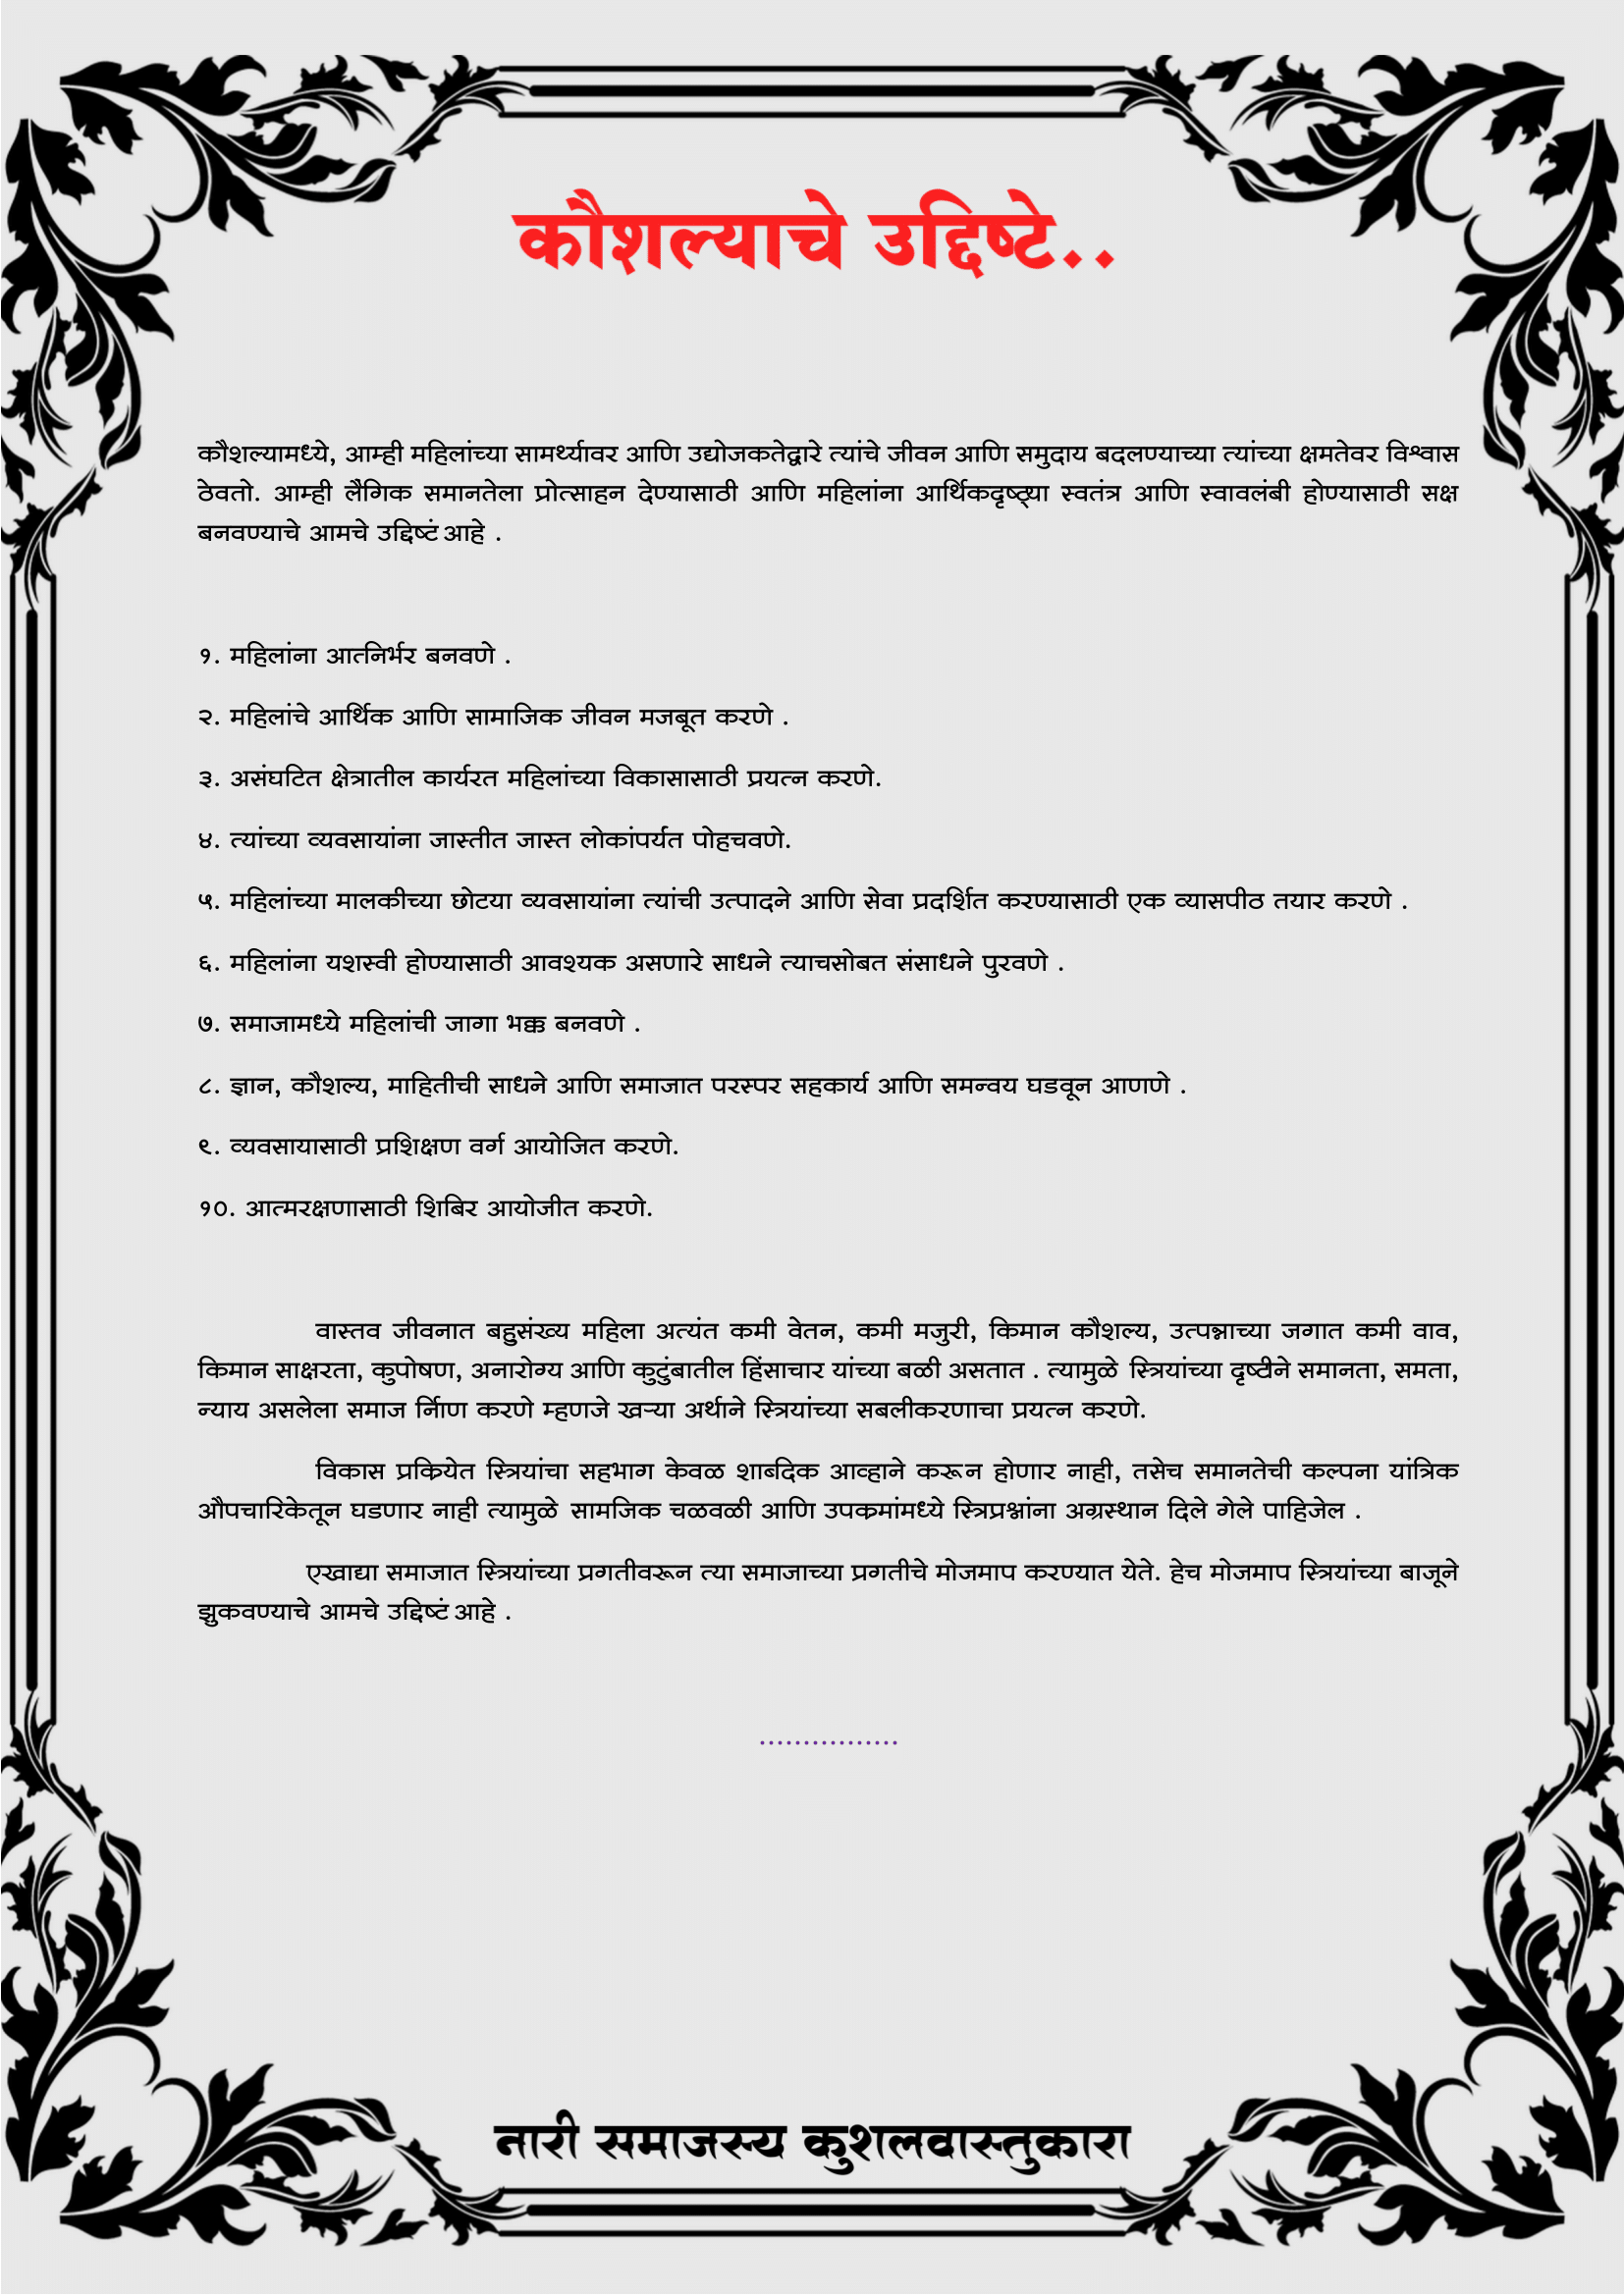 कौशल्याचे उद्दिष्टे..
कौशल्यामध्ये, आम्ही महिलांच्या सामर्थ्यावर आणि उद्योजकतेद्वारे त्यांचे जीवन आणि समुदाय बदलण्याच्या त्यांच्या क्षमतेवर विश्वास
ठेवतो. आम्ही लैंगिक समानतेला प्रोत्साहन देण्यासाठी आणि महिलांना आर्थिकदृष्ट्या स्वतंत्र आणि स्वावलंबी होण्यासाठी सक्ष
बनवण्याचे आमचे उद्दिष्टं आहे .
१. महिलांना आत्निर्भर बनवणे .
२. महिलांचे आर्थिक आणि सामाजिक जीवन मजबूत करणे .
३. असंघटित क्षेत्रातील कार्यरत महिलांच्या विकासासाठी प्रयत्न करणे.
४. त्यांच्या व्यवसायांना जास्तीत जास्त लोकांपर्यंत पोहचवणे.
५. महिलांच्या मालकीच्या छोटया व्यवसायांना त्यांची उत्पादने आणि सेवा प्रदर्शित करण्यासाठी एक व्यासपीठ तयार करणे .
६. महिलांना यशस्वी होण्यासाठी आवश्यक असणारे साधने त्याचसोबत संसाधने पुरवणे .
७. समाजामध्ये महिलांची जागा भक्क बनवणे .
८. ज्ञान, कौशल्य, माहितीची साधने आणि समाजात परस्पर सहकार्य आणि समन्वय घडवून आणणे .
९. व्यवसायासाठी प्रशिक्षण वर्ग आयोजित करणे.
१०. आत्मरक्षणासाठी शिबिर आयोजीत करणे.
वास्तव जीवनात बहुसंख्य महिला अत्यंत कमी वेतन, कमी मजुरी, किमान कौशल्य, उत्पन्नाच्या जगात कमी वाव,
किमान साक्षरता, कुपोषण, अनारोग्य आणि कुटुंबातील हिंसाचार यांच्या बळी असतात . त्यामुळे स्त्रियांच्या दृष्टीने समानता, समता,
न्याय असलेला समाज र्निाण करणे म्हणजे खऱ्या अर्थाने स्त्रियांच्या सबलीकरणाचा प्रयत्न करणे.
विकास प्रक्रियेत स्त्रियांचा सहभाग केवळ शाब्दिक आव्हाने करून होणार नाही, तसेच समानतेची कल्पना यांत्रिक
औपचारिकेतून घडणार नाही त्यामुळे सामजिक चळवळी आणि उपक्रमांमध्ये स्त्रिप्रश्नांना अग्रस्थान दिले गेले पाहिजेल .
एखाद्या समाजात स्त्रियांच्या प्रगतीवरून त्या समाजाच्या प्रगतीचे मोजमाप करण्यात येते. हेच मोजमाप स्त्रियांच्या बाजूने
झुकवण्याचे आमचे उद्दिष्टं आहे .
................
नारी समाजस्य कुशलवास्तुकारा